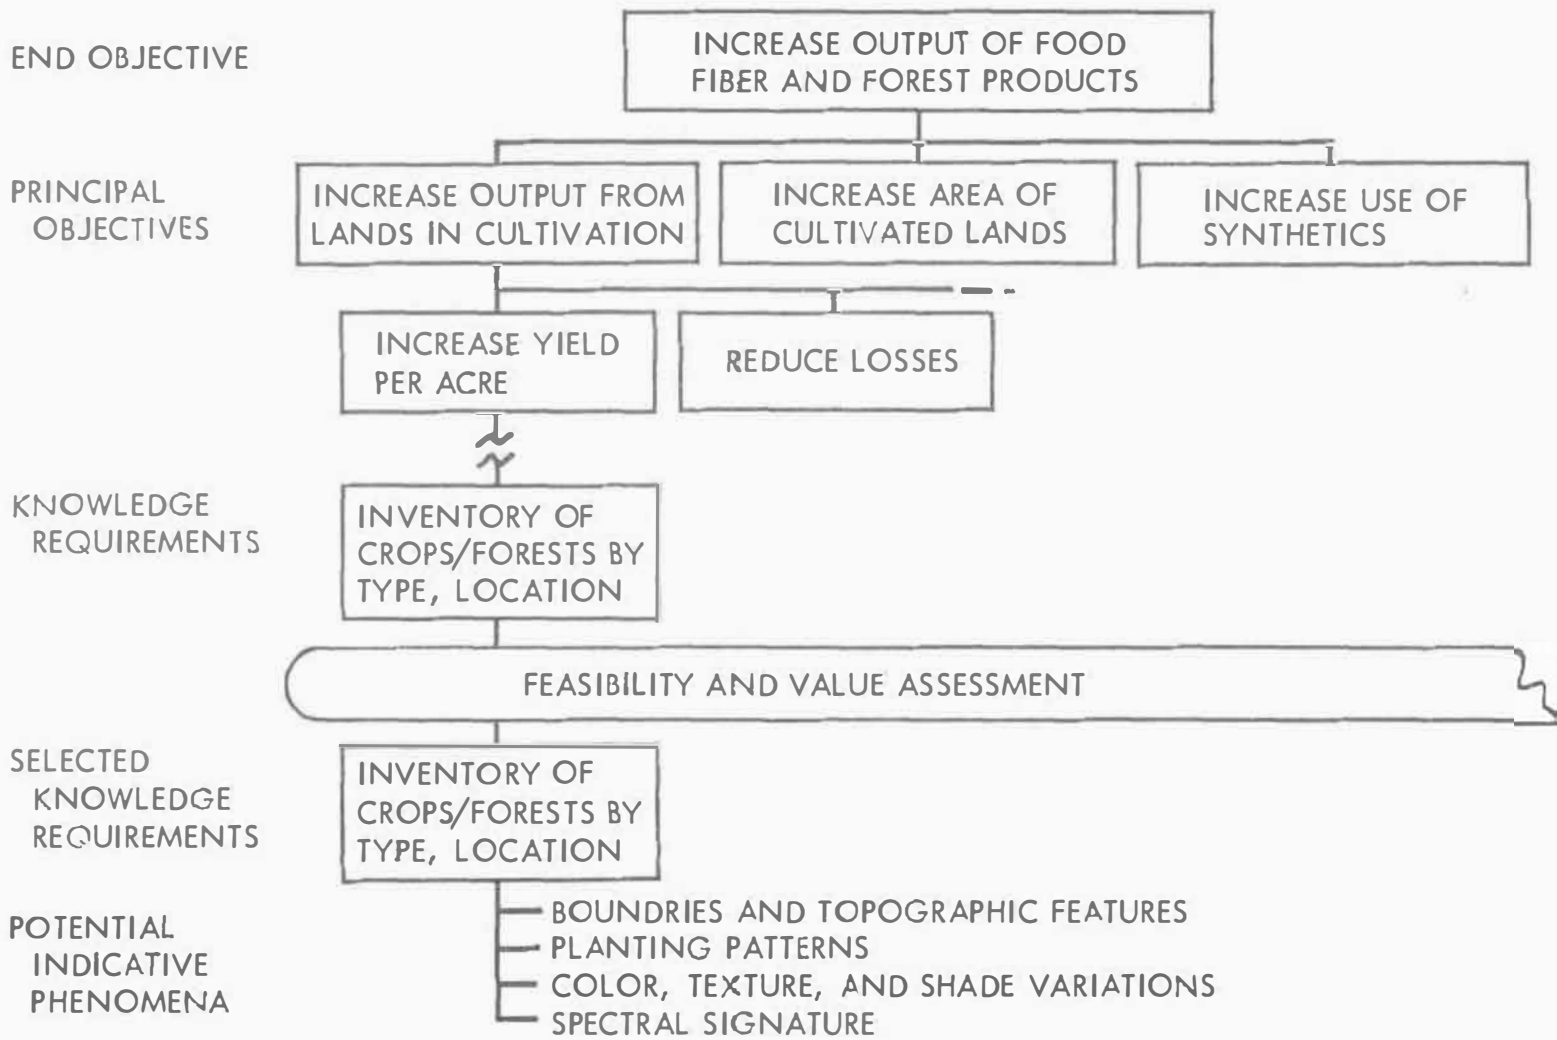 END OBJECTIVE
INCREASE OUTPUT OF FOOD
FIBER AND FOREST PRODUCTS
PRINCIPAL
OBJECTIVES
INCREASE OUTPUT FROM
LANDS IN CULTIVATION
INCREASE AREA OF
CULTIVATED LANDS
INCREASE USE OF
SYNTHETICS
INCREASE YIELD
PER ACRE
REDUCE LOSSES
KNOWLEDGE
REQUIREMENTS
INVENTORY OF
CROPS/FORESTS BY
TYPE, LOCATION
FEASIBILITY AND VALUE ASSESSMENT
SELECTED
KNOWLEDGE
REQUIREMENTS
INVENTORY OF
CROPS/FORESTS BY
TYPE, LOCATION
POTENTIAL
INDICATIVE
PHENOMENA
BOUNDRIES AND TOPOGRAPHIC FEATURES
PLANTING PATTERNS
COLOR, TEXTURE, AND SHADE VARIATIONS
SPECTRAL SIGNATURE